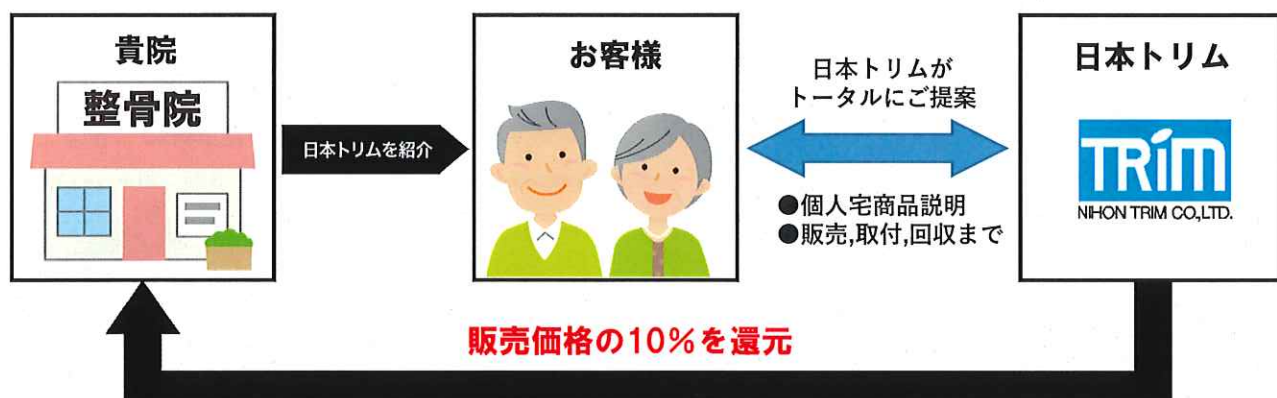 貴院
整骨院
日本トリムを紹介
お客様
日本トリムが
トータルにご提案
●個人宅商品説明
●販売,取付,回収まで
日本トリム
TRiM
NIHON TRIM CO.,LTD.
販売価格の10%を還元